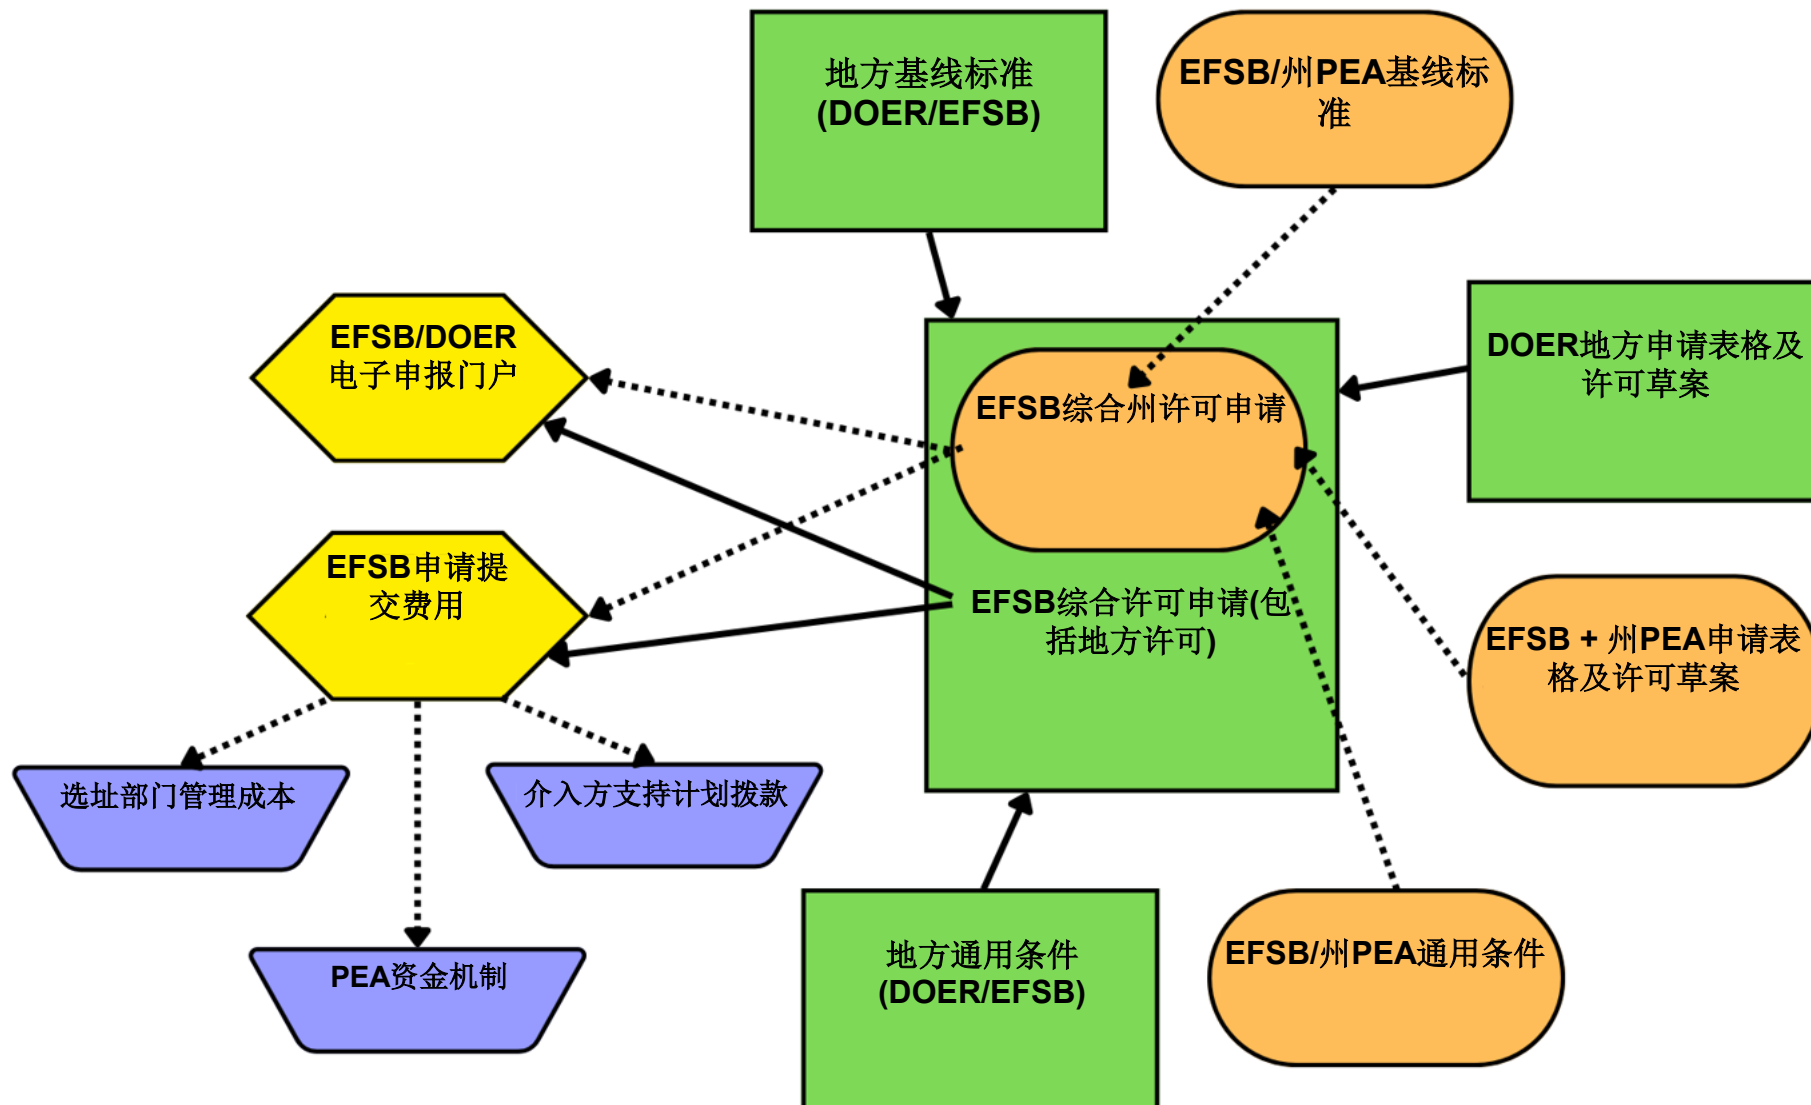 地方基线标准
(DOER/EFSB)
EFSB/州PEA基线标
准
EFSB/DOER
电子申报门户
DOER地方申请表格及
许可草案
EFSB综合州许可申请
EFSB申请提
交费用
EFSB综合许可申请(包
括地方许可)
EFSB + 州PEA申请表
格及许可草案
选址部门管理成本
介入方支持计划拨款
PEA资金机制
地方通用条件
(DOER/EFSB)
EFSB/州PEA通用条件